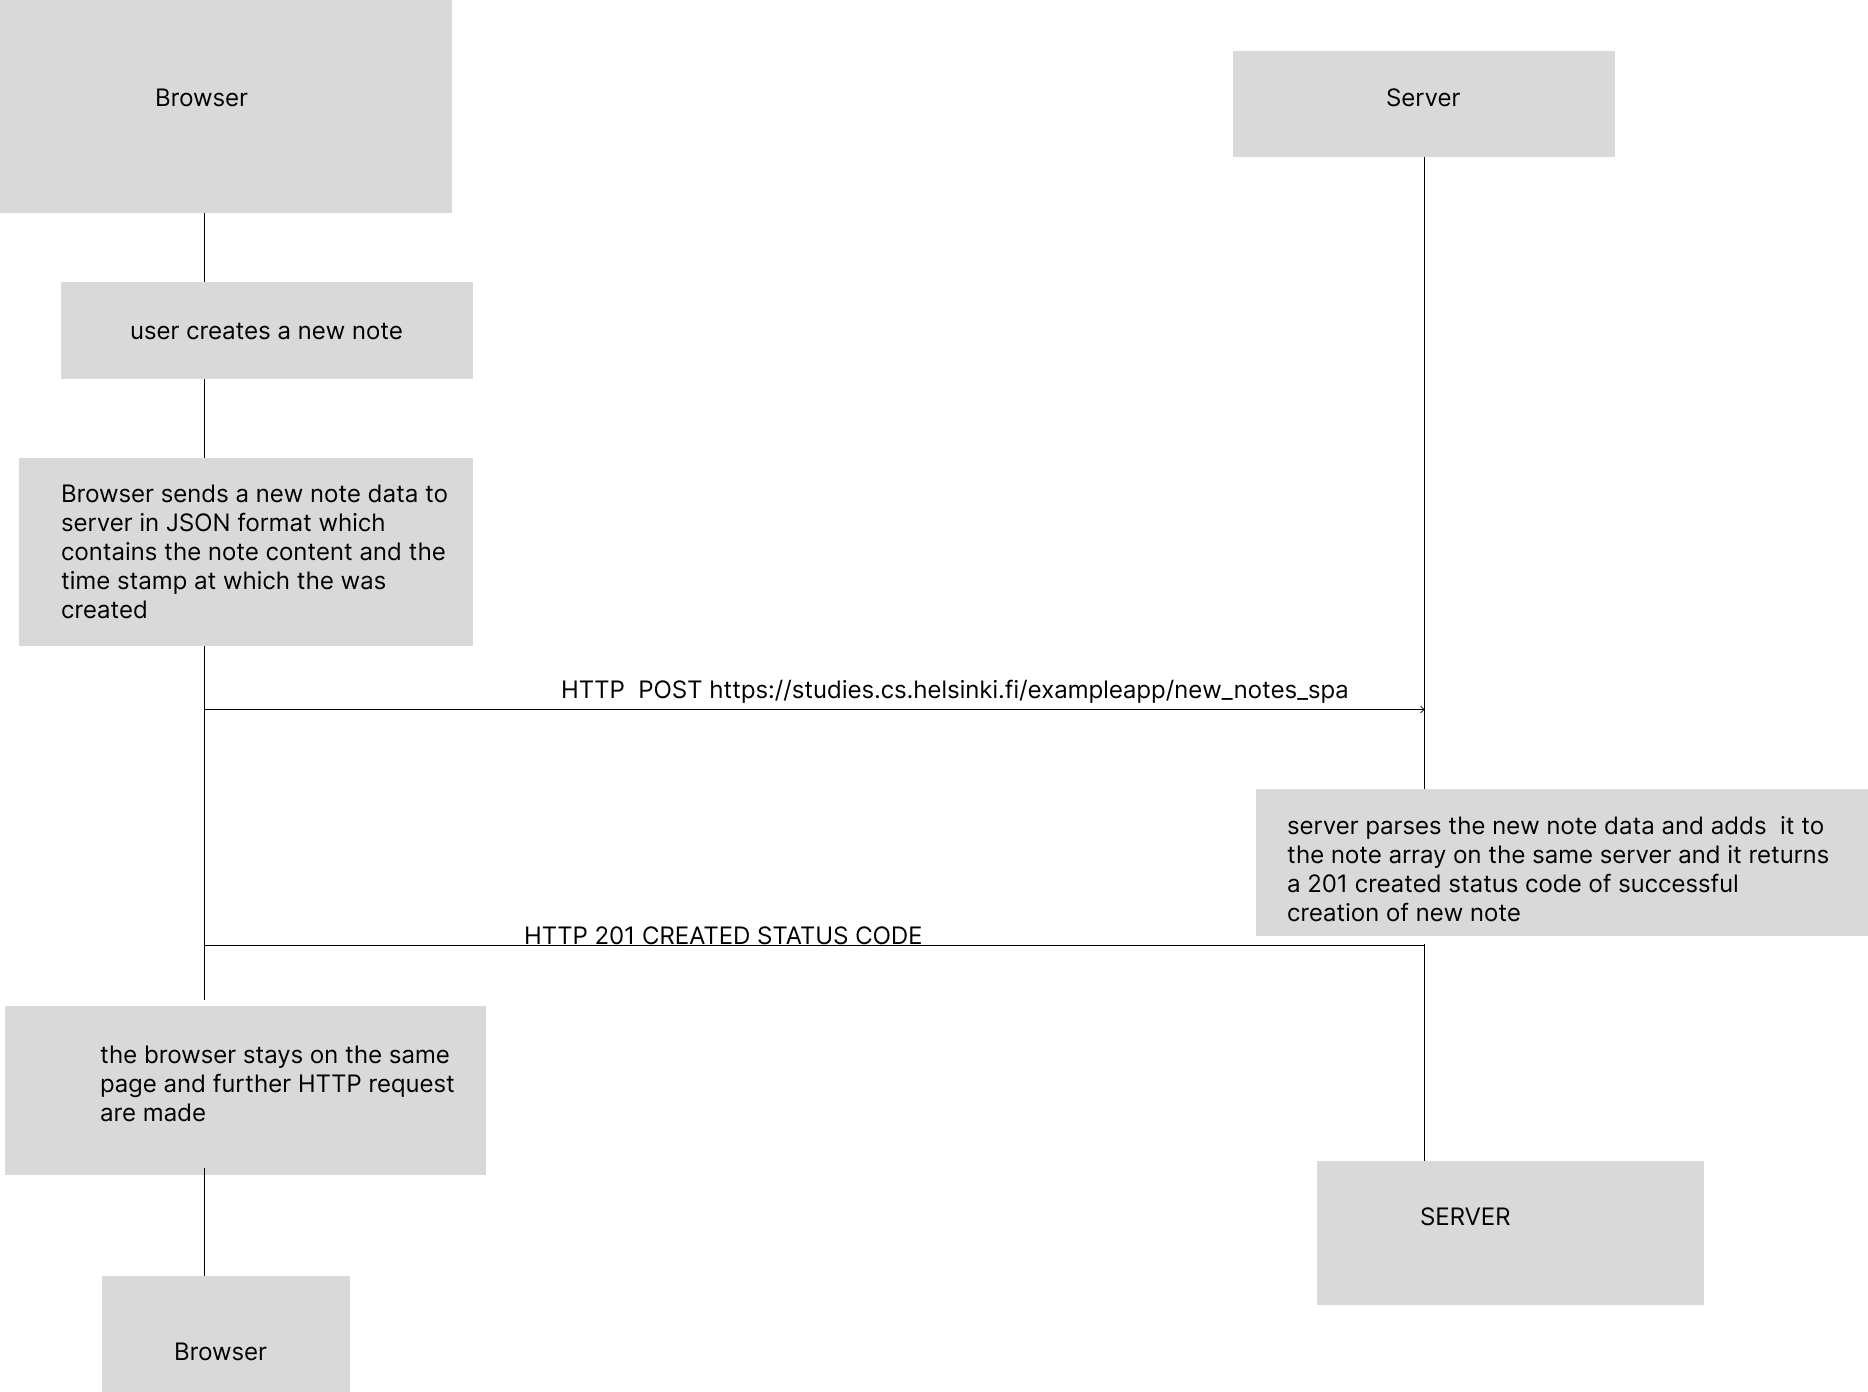 Browser
Server
user creates a new note
Browser sends a new note data to
server in JSON format which
contains the note content and the
time stamp at which the was
created
HTTP  POST https://studies.cs.helsinki.fi/exampleapp/new_notes_spa
server parses the new note data and adds  it to
the note array on the same server and it returns
a 201 created status code of successful
creation of new note
HTTP 201 CREATED STATUS CODE
the browser stays on the same
page and further HTTP request
are made
SERVER
Browser